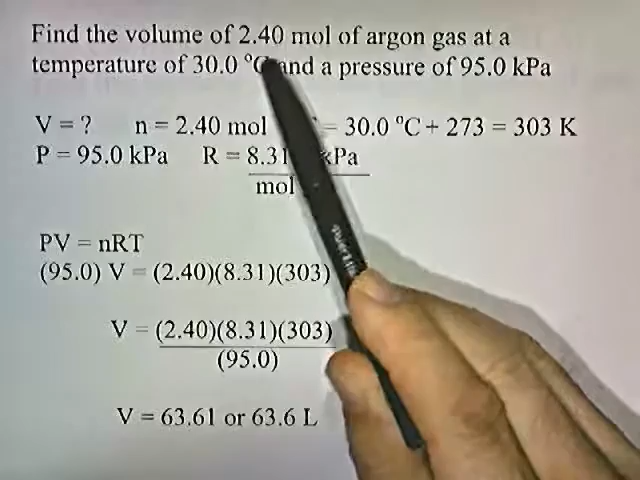 Find the volume of 2.40 mol of argon gas at a
temperature of 30.0 °C and a pressure of 95.0 kPa
V = ? n = 2.40 mol = 30.0 °C + 273 = 303 K
P = 95.0 kPa R = 8.31 kPa
mol
PV = nRT
(95.0) V = (2.40)(8.31)(303)
V = (2.40)(8.31)(303)
(95.0)
V = 63.61 or 63.6 L